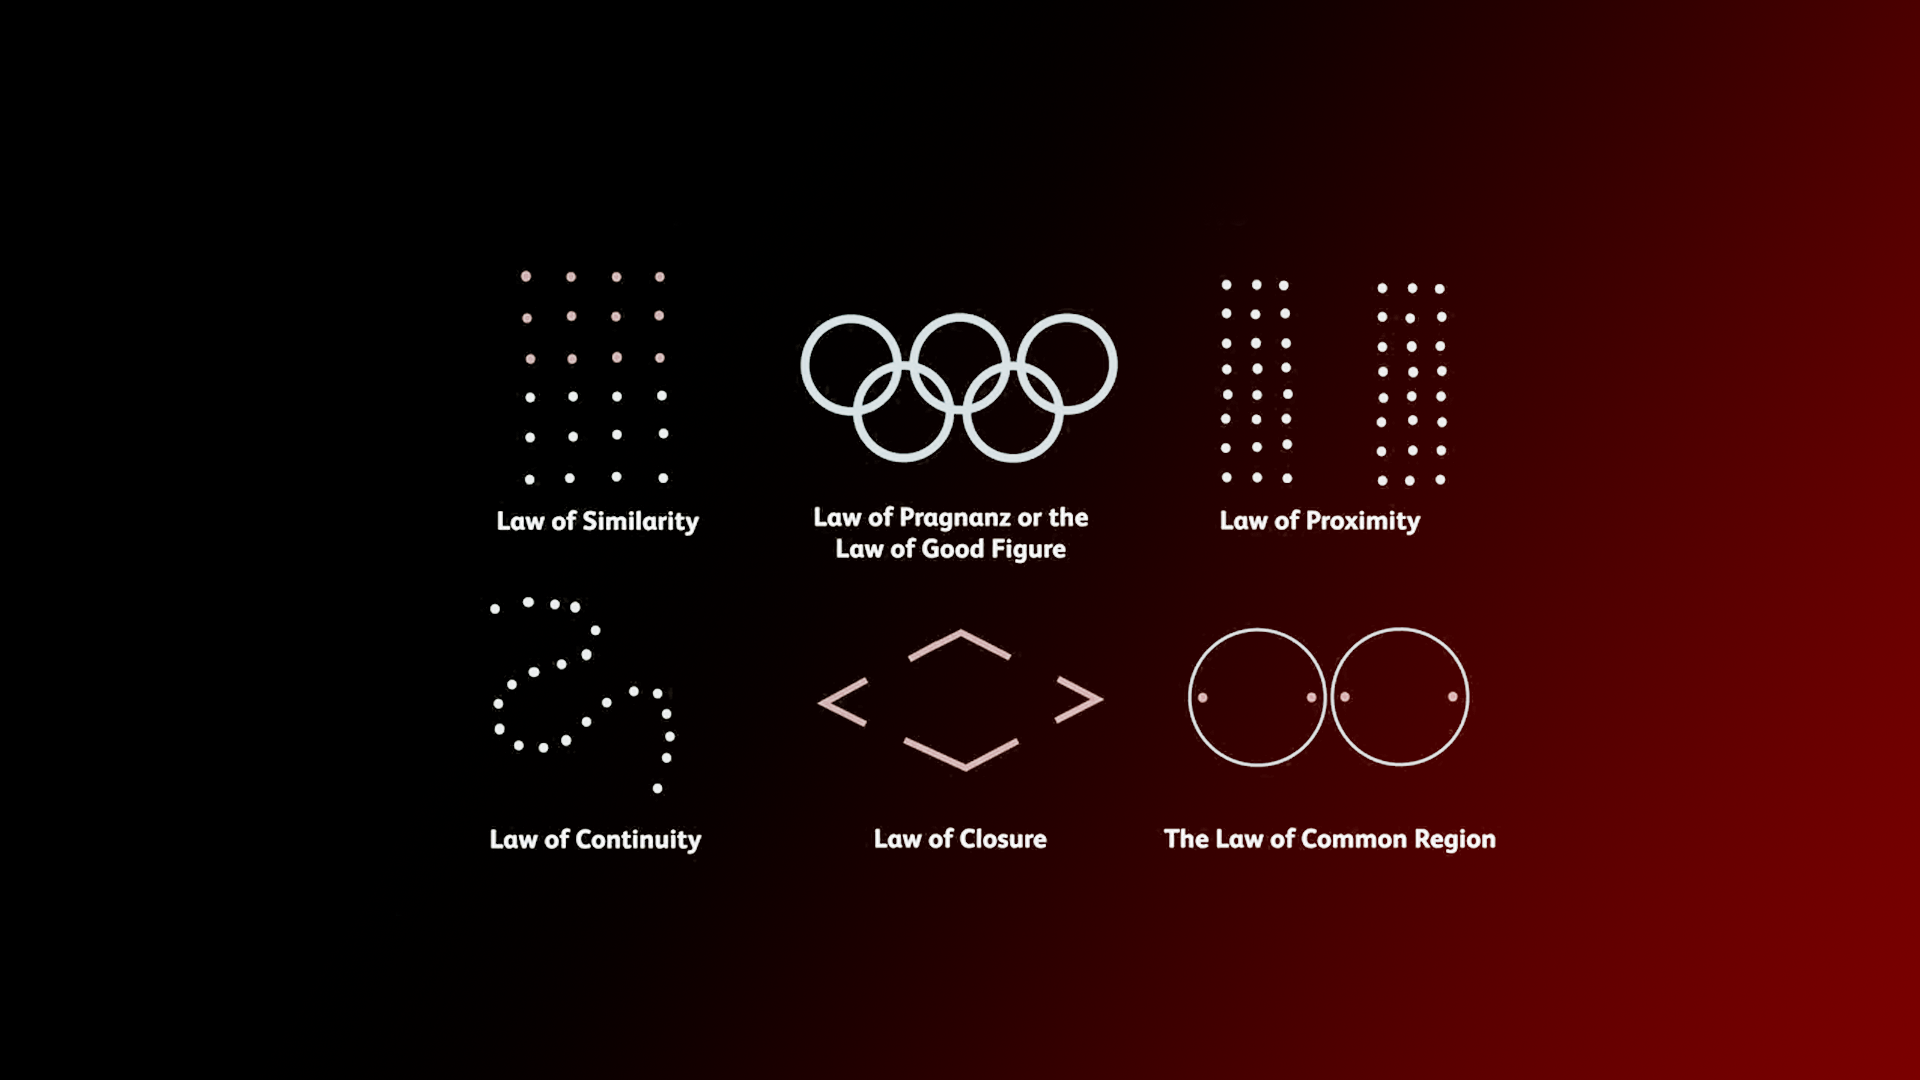 Law of Similarity
Law of Pragnanz or the
Law of Good Figure
Law of Proximity
Law of Continuity
Law of Closure
The Law of Common Region